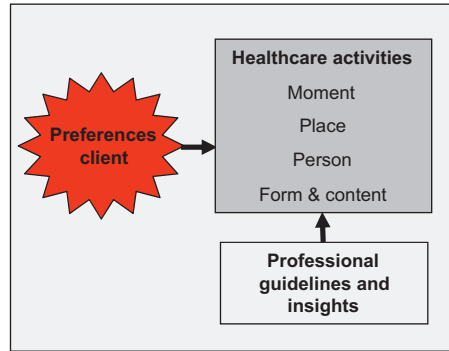 Healthcare activities
Moment
Place
Person
Form & content
Preferences
client
Professional
guidelines and
insights